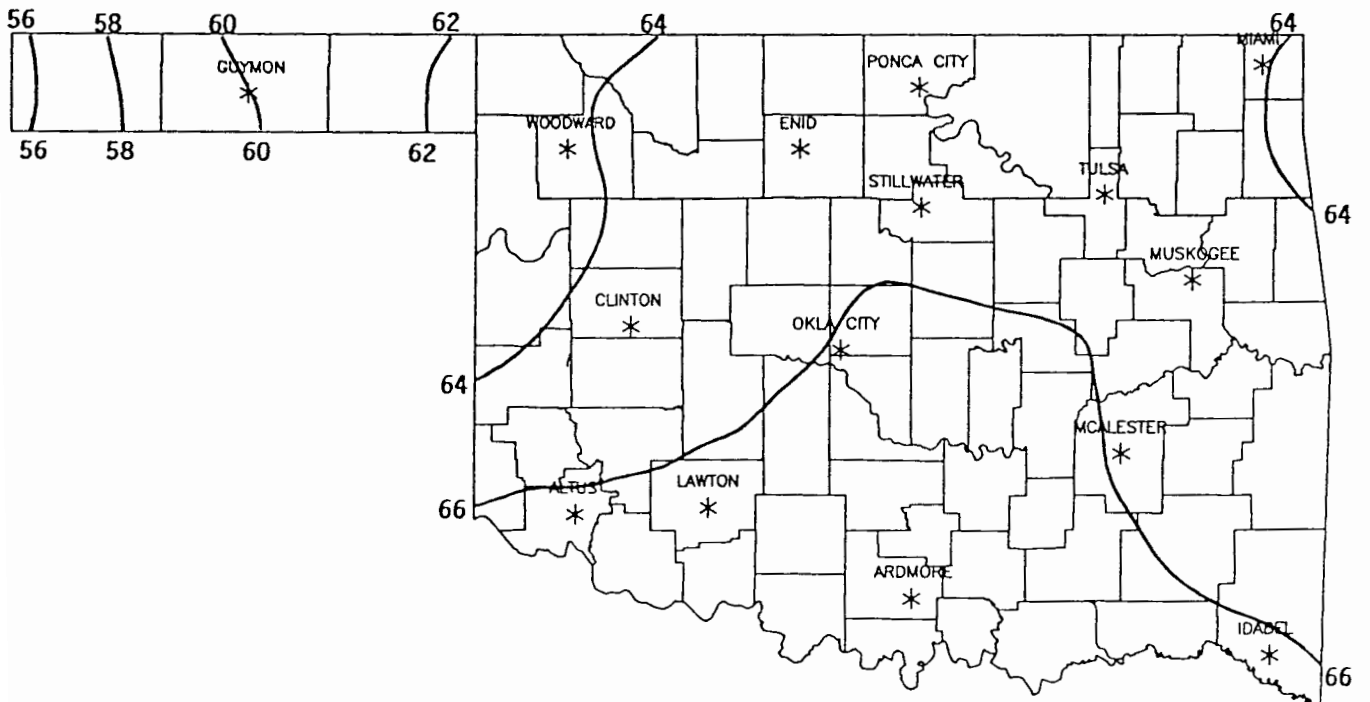 56 58 60 62 64 64
MIAMI
GUYMON
PONCA CITY
WOODWARD
ENID
56 58 60 62
TULSA
STILLWATER
64
MUSKOGEE
CLINTON
OKLA CITY
64
MCALESTER
ALTUS
LAWTON
66
ARDMORE
IDABEL
66